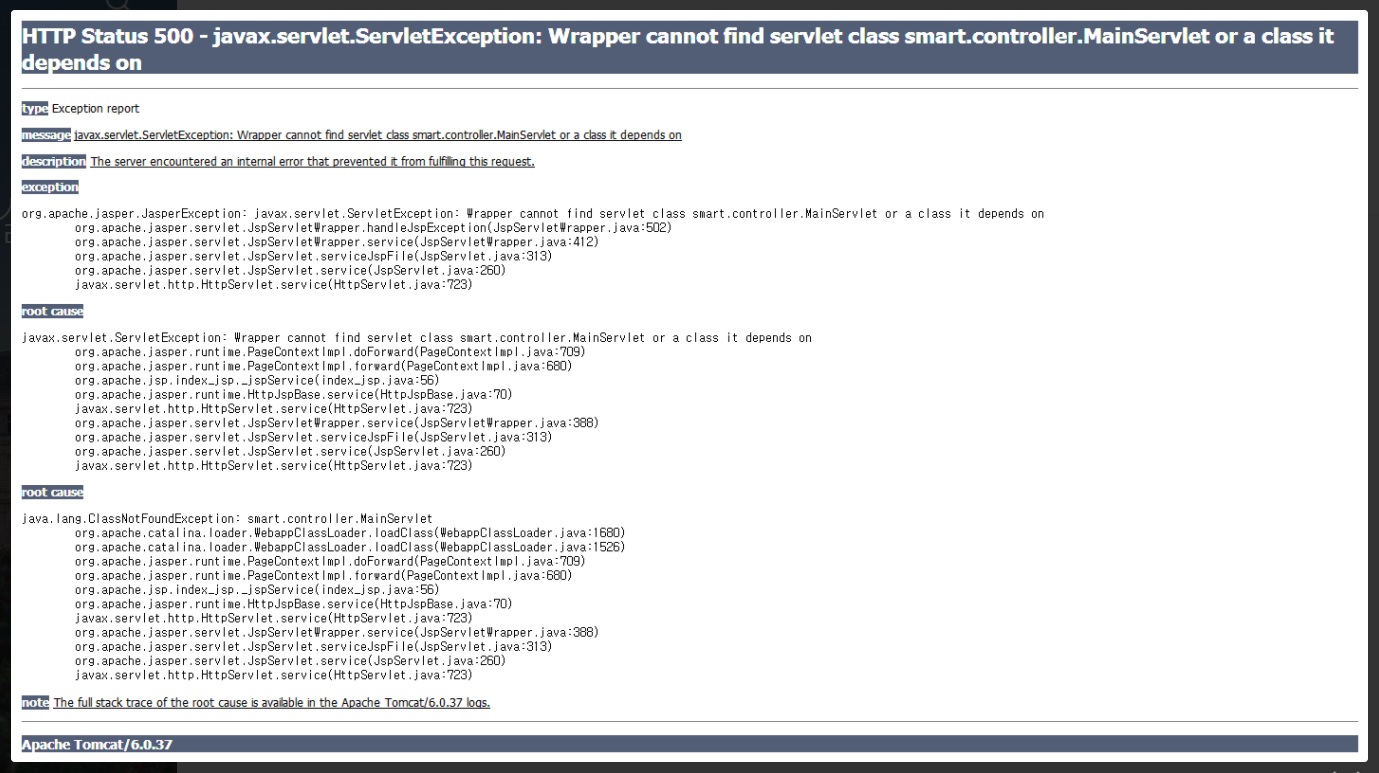 HTTP Status 500 - javax.servlet.ServletException: Wrapper cannot find servlet class smart.controller.MainServlet or a class it
depends on
type Exception report
message javax.servlet.ServletException: Wrapper cannot find servlet class smart.controller.MainServlet or a class it depends on
description The server encountered an internal error that prevented it from fulfilling this request.
exception
org.apache.jasper.JasperException: javax.servlet.ServletException: Wrapper cannot find servlet class smart.controller.MainServlet or a class it depends on
org.apache.jasper.servlet.JspServletWrapper.handleJspException(JspServletWrapper.java:502)
org.apache.jasper.servlet.JspServletWrapper.service(JspServletWrapper.java:412)
org.apache.jasper.servlet.JspServlet.serviceJspFile(JspServlet.java:313)
org.apache.jasper.servlet.JspServlet.service(JspServlet.java:260)
javax.servlet.http.HttpServlet.service(HttpServlet.java:723)
root cause
javax.servlet.ServletException: Wrapper cannot find servlet class smart.controller.MainServlet or a class it depends on
org.apache.jasper.runtime.PageContextImpl.doForward(PageContextImpl.java:709)
org.apache.jasper.runtime.PageContextImpl.forward(PageContextImpl.java:680)
org.apache.jsp.index_jsp._jspService(index_jsp.java:56)
org.apache.jasper.runtime.HttpJspBase.service(HttpJspBase.java:70)
javax.servlet.http.HttpServlet.service(HttpServlet.java:723)
org.apache.jasper.servlet.JspServletWrapper.service(JspServletWrapper.java:388)
org.apache.jasper.servlet.JspServlet.serviceJspFile(JspServlet.java:313)
org.apache.jasper.servlet.JspServlet.service(JspServlet.java:260)
javax.servlet.http.HttpServlet.service(HttpServlet.java:723)
root cause
java.lang.ClassNotFoundException: smart.controller.MainServlet
org.apache.catalina.loader.WebappClassLoader.loadClass(WebappClassLoader.java:1680)
org.apache.catalina.loader.WebappClassLoader.loadClass(WebappClassLoader.java:1526)
org.apache.jasper.runtime.PageContextImpl.doForward(PageContextImpl.java:709)
org.apache.jasper.runtime.PageContextImpl.forward(PageContextImpl.java:680)
org.apache.jsp.index_jsp._jspService(index_jsp.java:56)
org.apache.jasper.runtime.HttpJspBase.service(HttpJspBase.java:70)
javax.servlet.http.HttpServlet.service(HttpServlet.java:723)
org.apache.jasper.servlet.JspServletWrapper.service(JspServletWrapper.java:388)
org.apache.jasper.servlet.JspServlet.serviceJspFile(JspServlet.java:313)
org.apache.jasper.servlet.JspServlet.service(JspServlet.java:260)
javax.servlet.http.HttpServlet.service(HttpServlet.java:723)
note The full stack trace of the root cause is available in the Apache Tomcat/6.0.37 logs.
Apache Tomcat/6.0.37